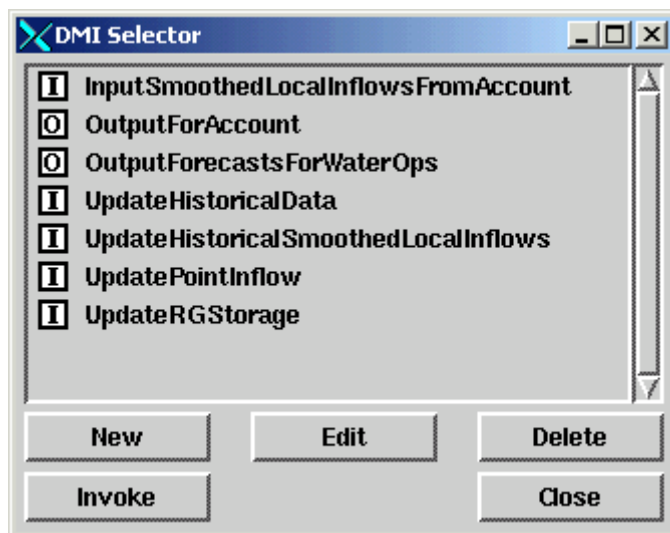 DMI Selector
I InputSmoothedLocalInflowsFromAccount
O OutputForAccount
O OutputForecastsForWaterOps
I UpdateHistoricalData
I UpdateHistoricalSmoothedLocalInflows
I UpdatePointInflow
I UpdateRGStorage
New Edit Delete
Invoke Close